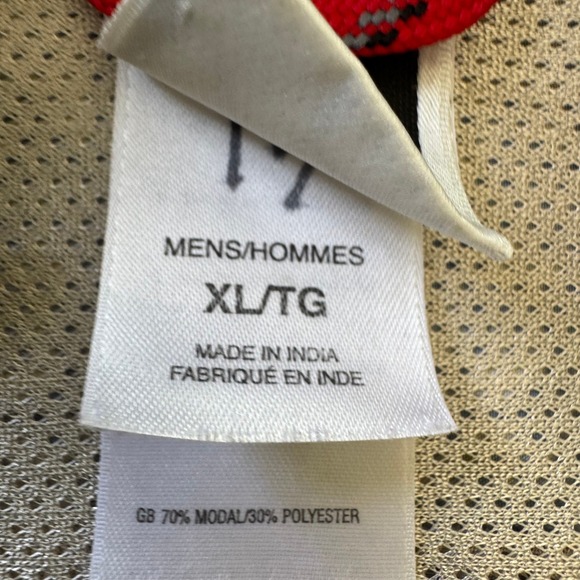 MENS/HOMMES
XL/TG
MADE IN INDIA
FABRIQUÉ EN INDE
GB 70% MODAL/30% POLYESTER